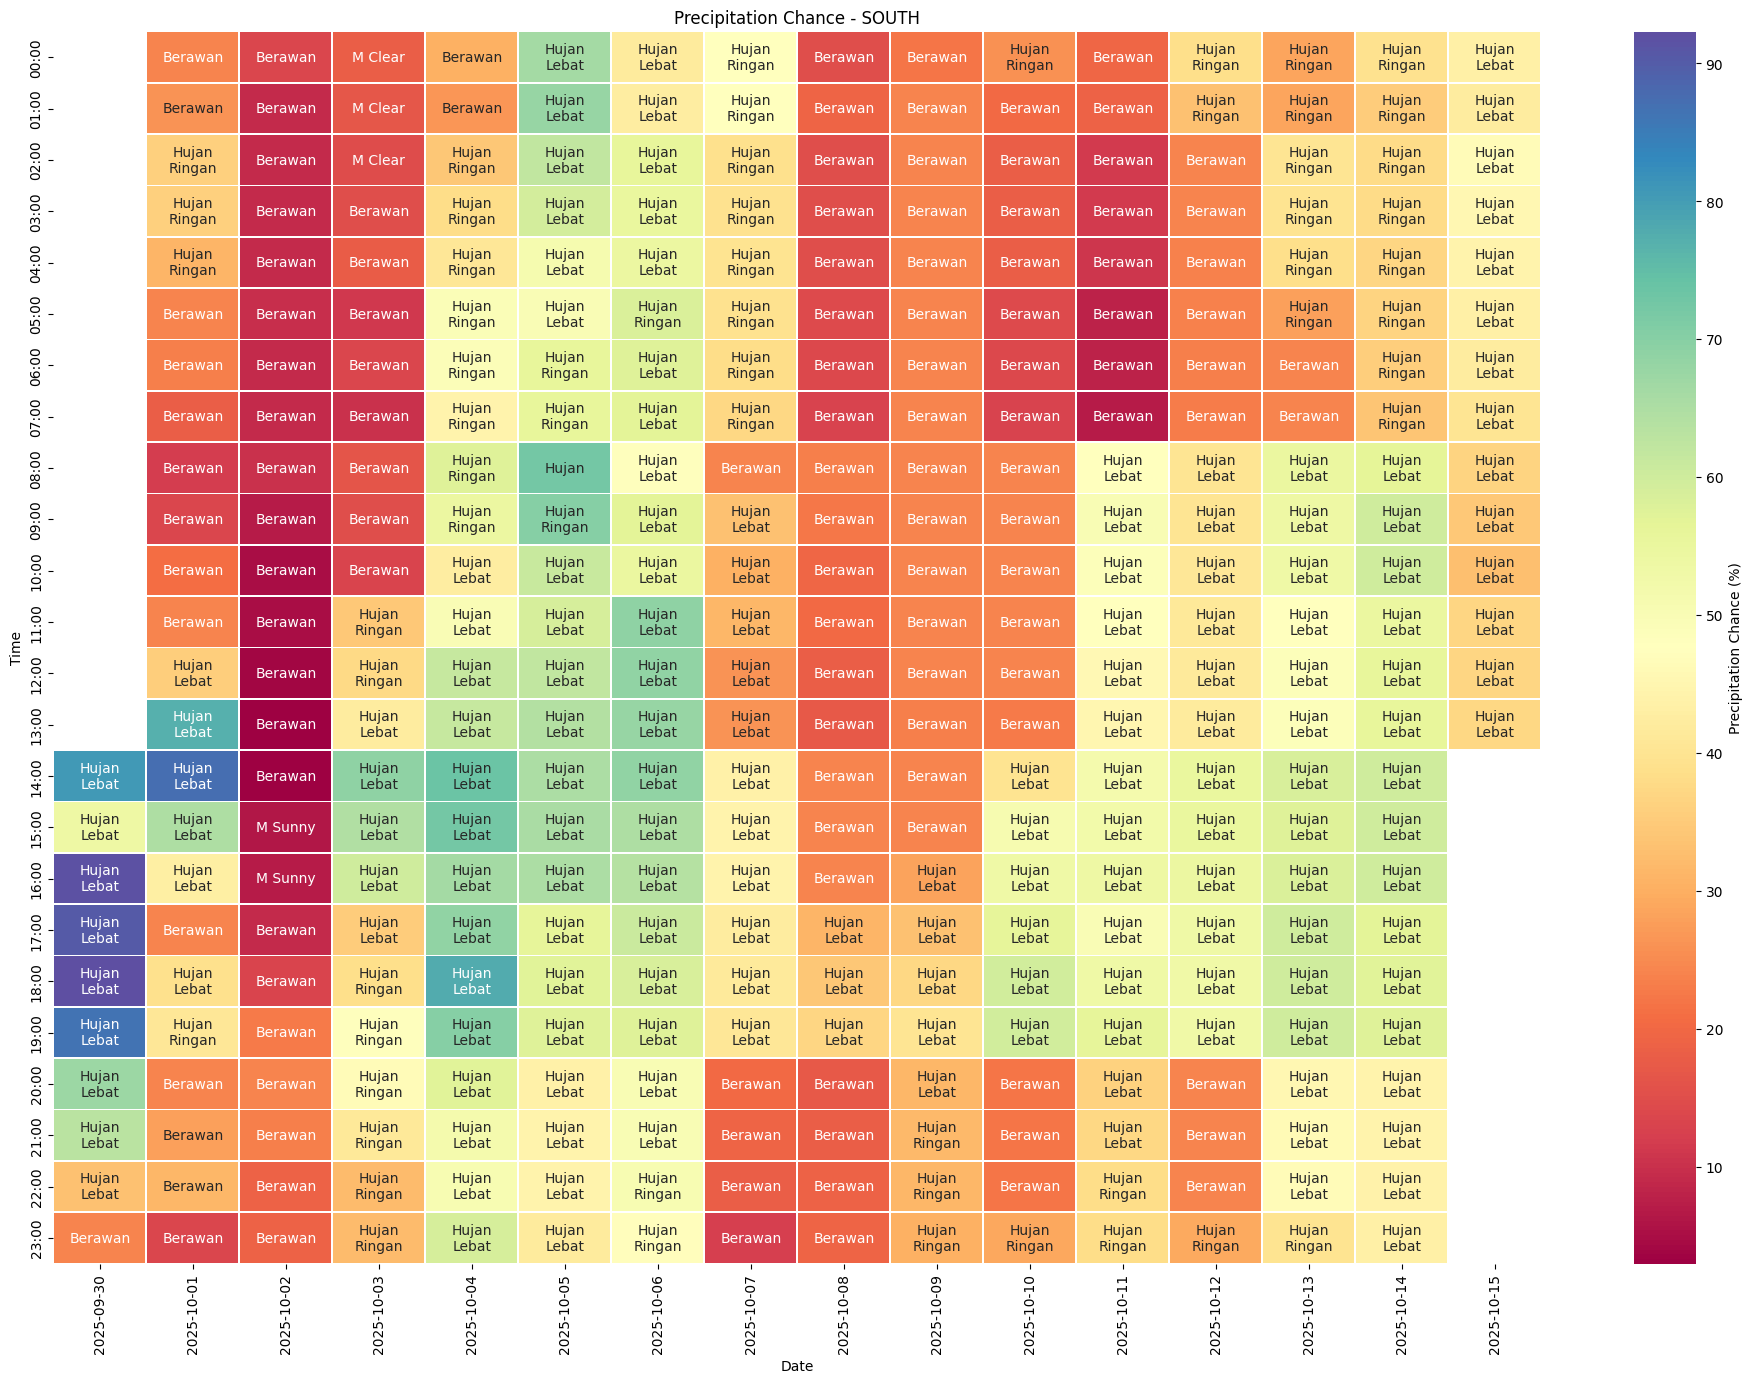 Precipitation Chance - SOUTH
00:00 Berawan Berawan M Clear Berawan Hujan Lebat Hujan Lebat Hujan Ringan Berawan Berawan Hujan Ringan Berawan Hujan Ringan Hujan Ringan Hujan Ringan Hujan Lebat
01:00 Berawan Berawan M Clear Berawan Hujan Lebat Hujan Lebat Hujan Ringan Berawan Berawan Berawan Berawan Hujan Ringan Hujan Ringan Hujan Ringan Hujan Lebat
02:00 Hujan Ringan Berawan M Clear Hujan Ringan Hujan Lebat Hujan Lebat Hujan Ringan Berawan Berawan Berawan Berawan Berawan Hujan Ringan Hujan Ringan Hujan Lebat
03:00 Hujan Ringan Berawan Berawan Hujan Ringan Hujan Lebat Hujan Lebat Hujan Ringan Berawan Berawan Berawan Berawan Berawan Hujan Ringan Hujan Ringan Hujan Lebat
04:00 Hujan Ringan Berawan Berawan Hujan Ringan Hujan Lebat Hujan Lebat Hujan Ringan Berawan Berawan Berawan Berawan Berawan Hujan Ringan Hujan Ringan Hujan Lebat
05:00 Berawan Berawan Berawan Hujan Ringan Hujan Lebat Hujan Ringan Hujan Ringan Berawan Berawan Berawan Berawan Berawan Hujan Ringan Hujan Ringan Hujan Lebat
06:00 Berawan Berawan Berawan Hujan Ringan Hujan Ringan Hujan Lebat Hujan Ringan Berawan Berawan Berawan Berawan Berawan Berawan Hujan Ringan Hujan Lebat
07:00 Berawan Berawan Berawan Hujan Ringan Hujan Ringan Hujan Lebat Hujan Ringan Berawan Berawan Berawan Berawan Berawan Berawan Hujan Ringan Hujan Lebat
08:00 Berawan Berawan Berawan Hujan Ringan Hujan Hujan Lebat Berawan Berawan Berawan Berawan Hujan Lebat Hujan Lebat Hujan Lebat Hujan Lebat Hujan Lebat
09:00 Berawan Berawan Berawan Hujan Ringan Hujan Ringan Hujan Lebat Hujan Lebat Berawan Berawan Berawan Hujan Lebat Hujan Lebat Hujan Lebat Hujan Lebat Hujan Lebat
10:00 Berawan Berawan Berawan Hujan Lebat Hujan Lebat Hujan Lebat Hujan Lebat Berawan Berawan Berawan Hujan Lebat Hujan Lebat Hujan Lebat Hujan Lebat Hujan Lebat
11:00 Berawan Berawan Hujan Ringan Hujan Lebat Hujan Lebat Hujan Lebat Hujan Lebat Berawan Berawan Berawan Hujan Lebat Hujan Lebat Hujan Lebat Hujan Lebat Hujan Lebat
12:00 Hujan Lebat Berawan Hujan Ringan Hujan Lebat Hujan Lebat Hujan Lebat Hujan Lebat Berawan Berawan Berawan Hujan Lebat Hujan Lebat Hujan Lebat Hujan Lebat Hujan Lebat
13:00 Hujan Lebat Berawan Hujan Lebat Hujan Lebat Hujan Lebat Hujan Lebat Hujan Lebat Berawan Berawan Berawan Hujan Lebat Hujan Lebat Hujan Lebat Hujan Lebat Hujan Lebat
14:00 Hujan Lebat Hujan Lebat Berawan Hujan Lebat Hujan Lebat Hujan Lebat Hujan Lebat Hujan Lebat Berawan Berawan Hujan Lebat Hujan Lebat Hujan Lebat Hujan Lebat Hujan Lebat
15:00 Hujan Lebat Hujan Lebat M Sunny Hujan Lebat Hujan Lebat Hujan Lebat Hujan Lebat Hujan Lebat Berawan Berawan Hujan Lebat Hujan Lebat Hujan Lebat Hujan Lebat Hujan Lebat
16:00 Hujan Lebat Hujan Lebat M Sunny Hujan Lebat Hujan Lebat Hujan Lebat Hujan Lebat Hujan Lebat Berawan Hujan Lebat Hujan Lebat Hujan Lebat Hujan Lebat Hujan Lebat Hujan Lebat
17:00 Hujan Lebat Berawan Berawan Hujan Lebat Hujan Lebat Hujan Lebat Hujan Lebat Hujan Lebat Hujan Lebat Hujan Lebat Hujan Lebat Hujan Lebat Hujan Lebat Hujan Lebat Hujan Lebat
18:00 Hujan Lebat Hujan Lebat Berawan Hujan Ringan Hujan Lebat Hujan Lebat Hujan Lebat Hujan Lebat Hujan Lebat Hujan Lebat Hujan Lebat Hujan Lebat Hujan Lebat Hujan Lebat Hujan Lebat
19:00 Hujan Lebat Hujan Ringan Berawan Hujan Ringan Hujan Lebat Hujan Lebat Hujan Lebat Hujan Lebat Hujan Lebat Hujan Lebat Hujan Lebat Hujan Lebat Hujan Lebat Hujan Lebat Hujan Lebat
20:00 Hujan Lebat Berawan Berawan Hujan Ringan Hujan Lebat Hujan Lebat Hujan Lebat Berawan Berawan Hujan Lebat Berawan Hujan Lebat Berawan Hujan Lebat Hujan Lebat
21:00 Hujan Lebat Berawan Berawan Hujan Ringan Hujan Lebat Hujan Lebat Hujan Lebat Berawan Berawan Hujan Ringan Berawan Hujan Lebat Berawan Hujan Lebat Hujan Lebat
22:00 Hujan Lebat Berawan Berawan Hujan Ringan Hujan Lebat Hujan Lebat Hujan Ringan Berawan Berawan Hujan Ringan Berawan Hujan Ringan Berawan Hujan Lebat Hujan Lebat
23:00 Berawan Berawan Berawan Hujan Ringan Hujan Lebat Hujan Lebat Hujan Ringan Berawan Berawan Hujan Ringan Hujan Ringan Hujan Ringan Hujan Ringan Hujan Ringan Hujan Lebat
Time
2025-09-30 2025-10-01 2025-10-02 2025-10-03 2025-10-04 2025-10-05 2025-10-06 2025-10-07 2025-10-08 2025-10-09 2025-10-10 2025-10-11 2025-10-12 2025-10-13 2025-10-14 2025-10-15
Date
90
80
70
60
50
40
30
20
10
Precipitation Chance (%)